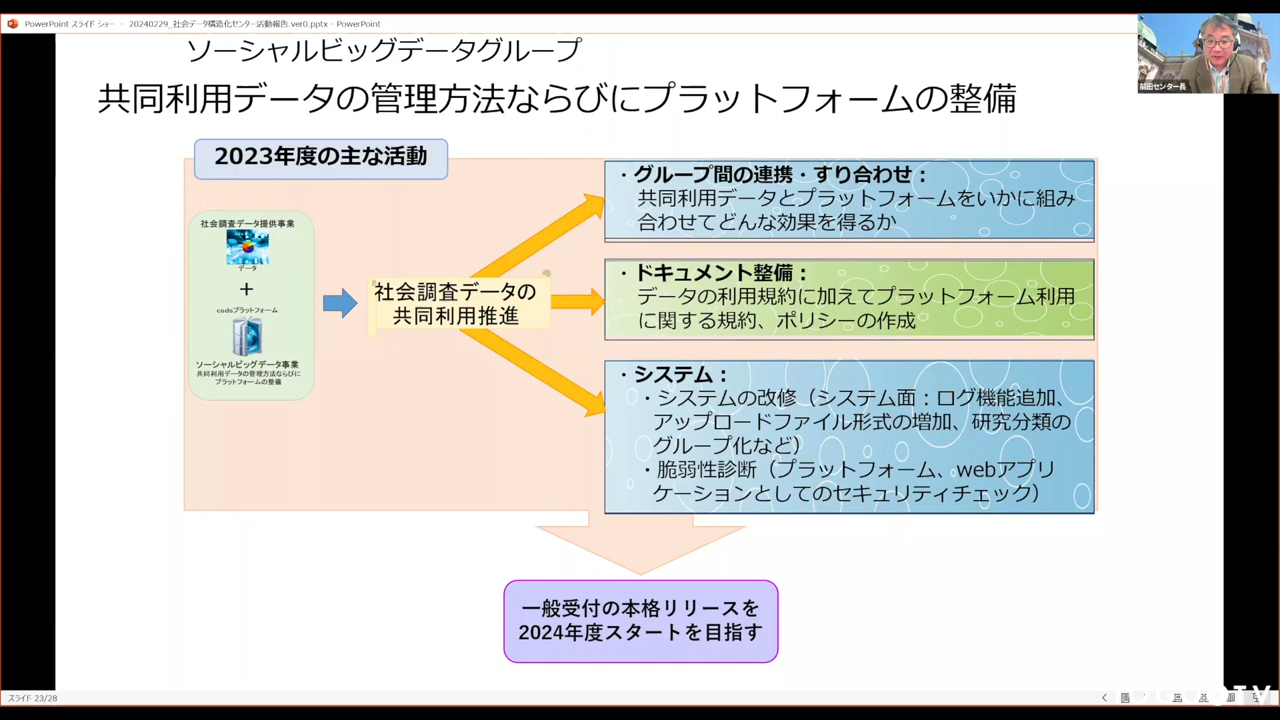 PowerPoint スライド ショー - 20240229_社会データ構造化センター活動報告.ver0.pptx - PowerPoint
ソーシャルビッグデータグループ
共同利用データの管理方法ならびにプラットフォームの整備
前田センター長
2023年度の主な活動
社会調査データ提供事業
データ
+
csdsプラットフォーム
ソーシャルビッグデータ事業
共同利用データの管理方法ならびに
プラットフォームの整備
社会調査データの
共同利用推進
・グループ間の連携・すり合わせ：
共同利用データとプラットフォームをいかに組み
合わせてどんな効果を得るか
・ドキュメント整備：
データの利用規約に加えてプラットフォーム利用
に関する規約、ポリシーの作成
・システム：
・システムの改修（システム面：ログ機能追加、
アップロードファイル形式の増加、研究分類の
グループ化など）
・脆弱性診断（プラットフォーム、webアプリ
ケーションとしてのセキュリティチェック）
一般受付の本格リリースを
2024年度スタートを目指す
スライド 23/28